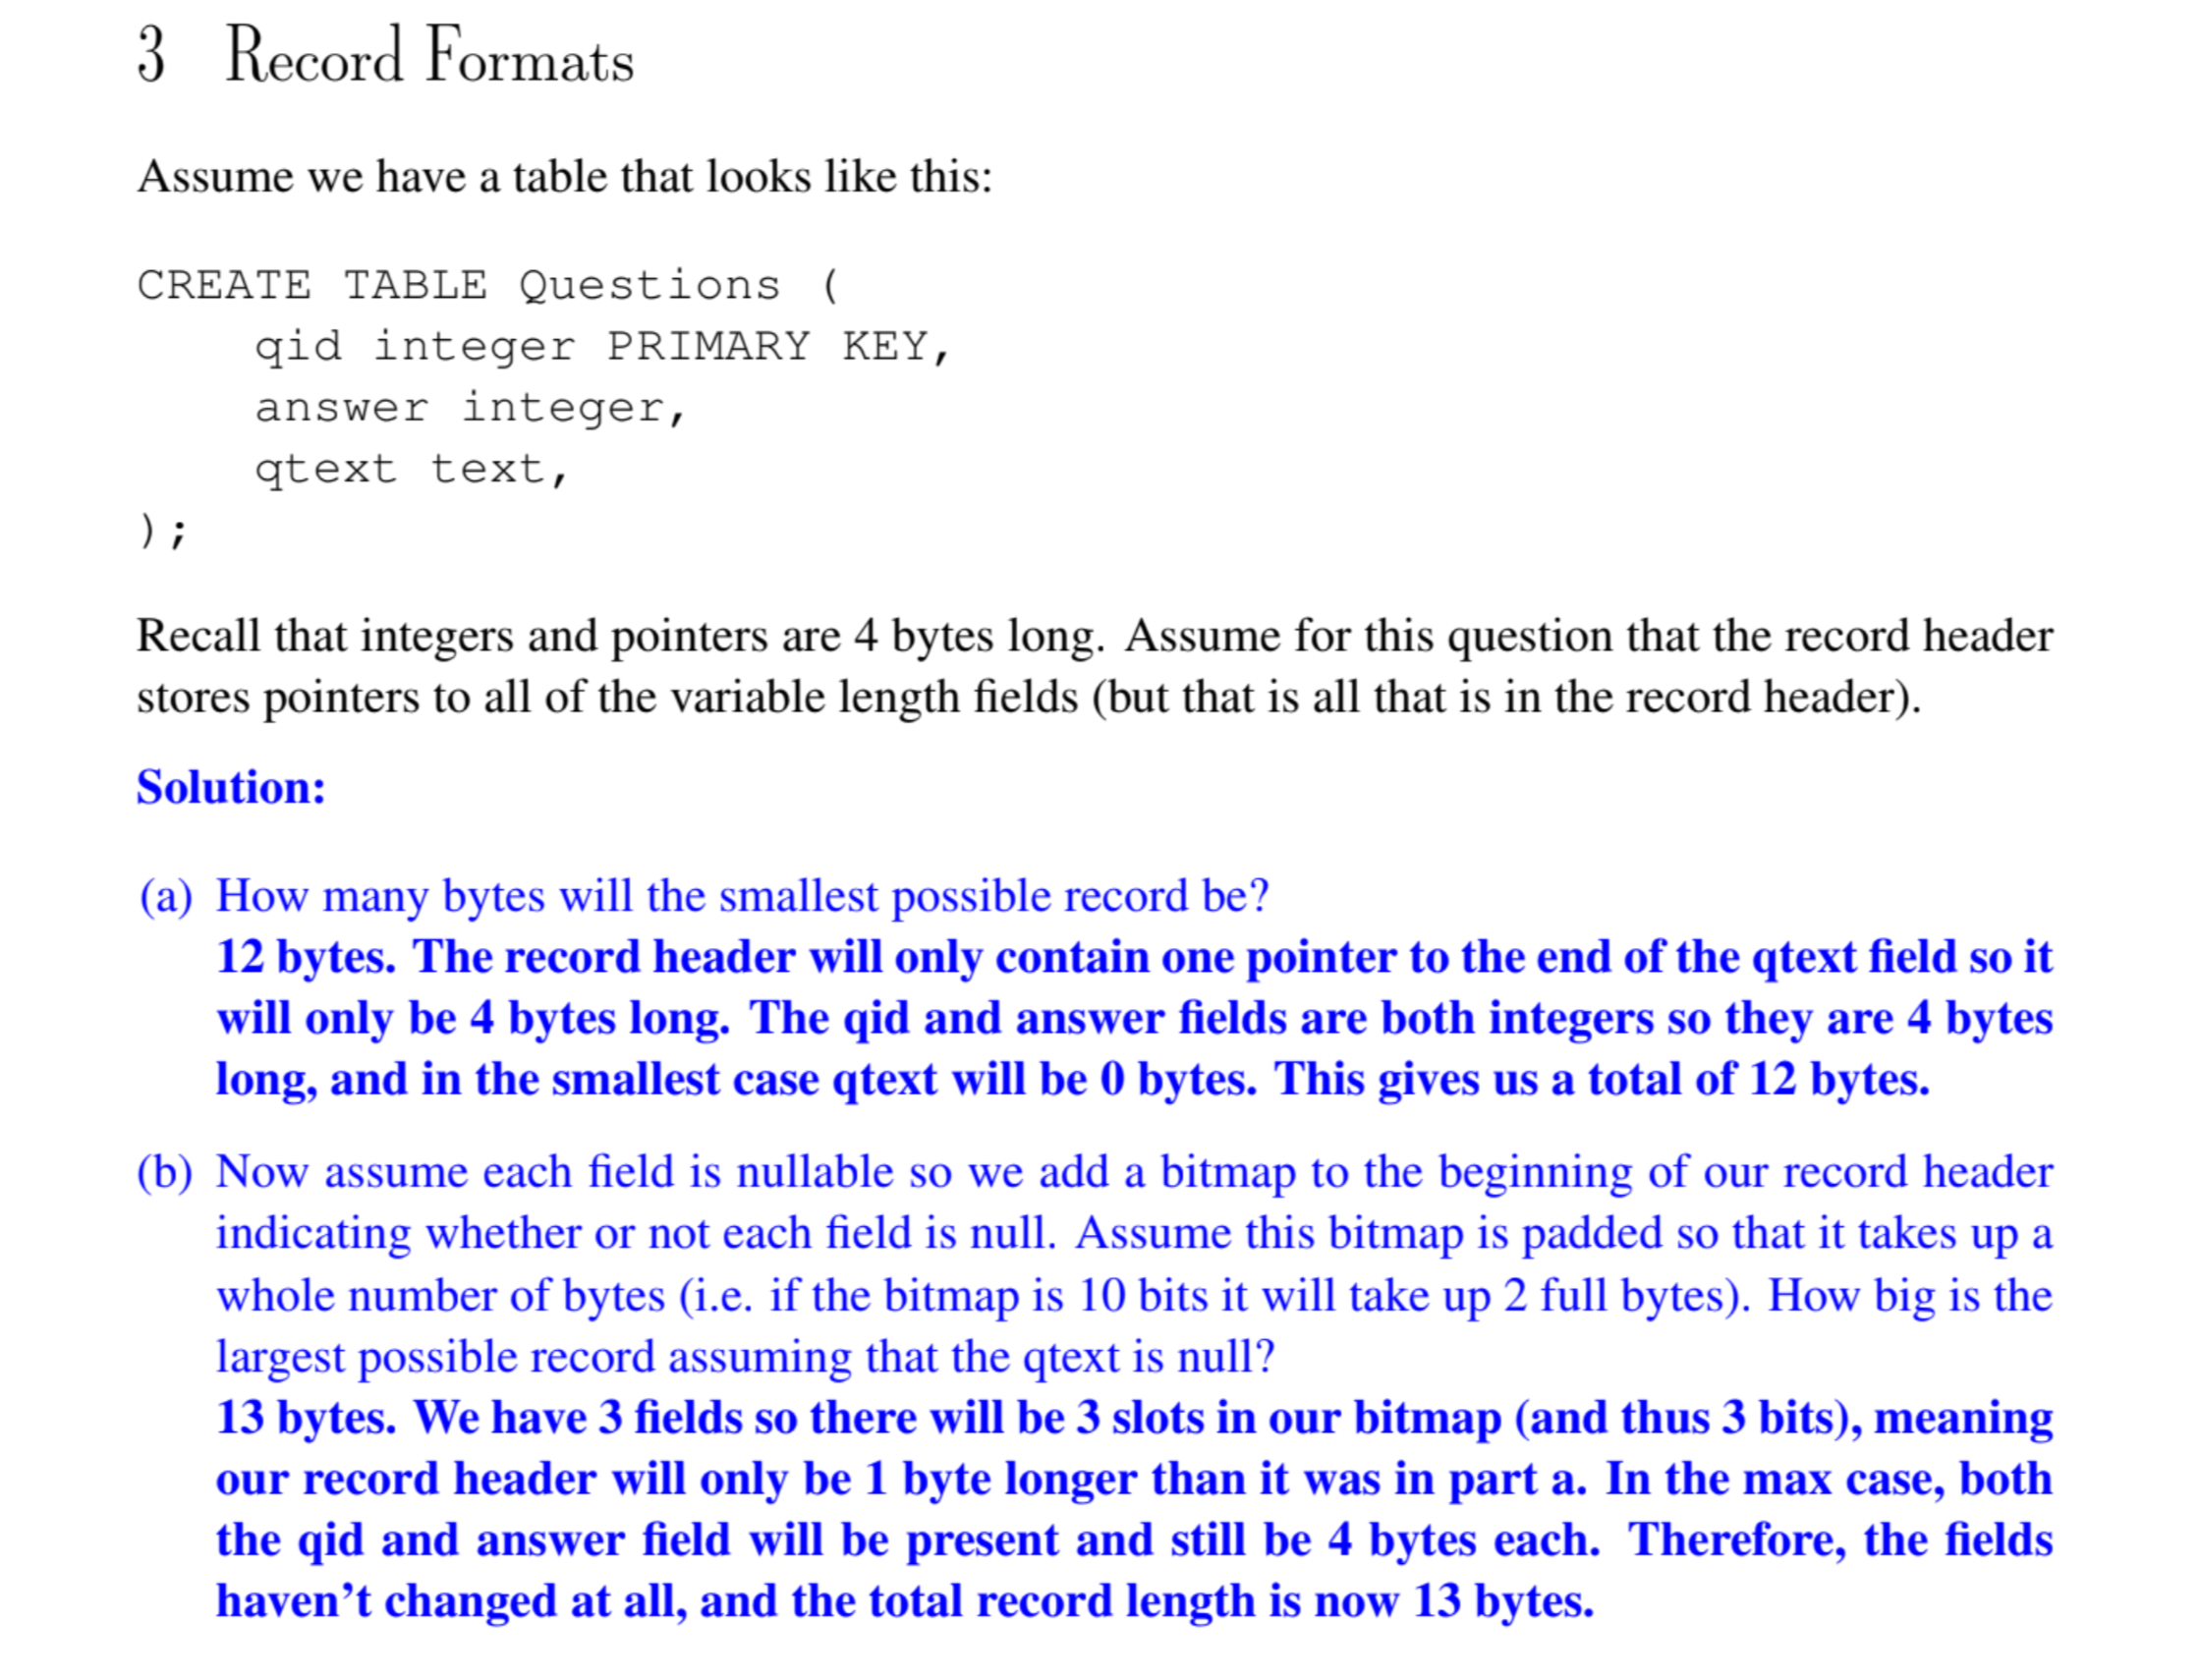 3 Record Formats
Assume we have a table that looks like this:
CREATE TABLE Questions (
qid integer PRIMARY KEY,
answer integer,
qtext text,
);
Recall that integers and pointers are 4 bytes long. Assume for this question that the record header
stores pointers to all of the variable length fields (but that is all that is in the record header).
Solution:
(a) How many bytes will the smallest possible record be?
12 bytes. The record header will only contain one pointer to the end of the qtext field so it
will only be 4 bytes long. The qid and answer fields are both integers so they are 4 bytes
long, and in the smallest case qtext will be 0 bytes. This gives us a total of 12 bytes.
(b) Now assume each field is nullable so we add a bitmap to the beginning of our record header
indicating whether or not each field is null. Assume this bitmap is padded so that it takes up a
whole number of bytes (i.e. if the bitmap is 10 bits it will take up 2 full bytes). How big is the
largest possible record assuming that the qtext is null?
13 bytes. We have 3 fields so there will be 3 slots in our bitmap (and thus 3 bits), meaning
our record header will only be 1 byte longer than it was in part a. In the max case, both
the qid and answer field will be present and still be 4 bytes each. Therefore, the fields
haven't changed at all, and the total record length is now 13 bytes.